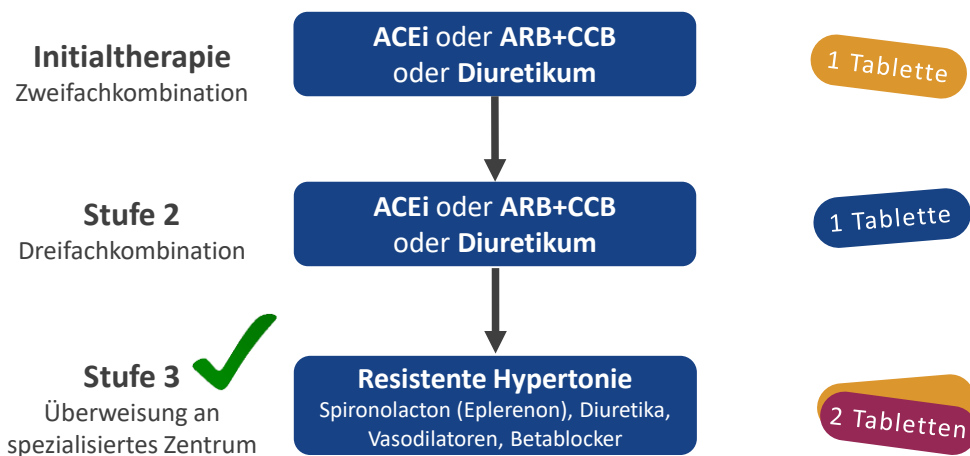 Initialtherapie
Zweifachkombination
ACEi oder ARB+CCB
oder Diuretikum
1 Tablette
Stufe 2
Dreifachkombination
ACEi oder ARB+CCB
oder Diuretikum
1 Tablette
Stufe 3
Überweisung an
spezialisiertes Zentrum
Resistente Hypertonie
Spironolacton (Eplerenon), Diuretika,
Vasodilatoren, Betablocker
2 Tabletten